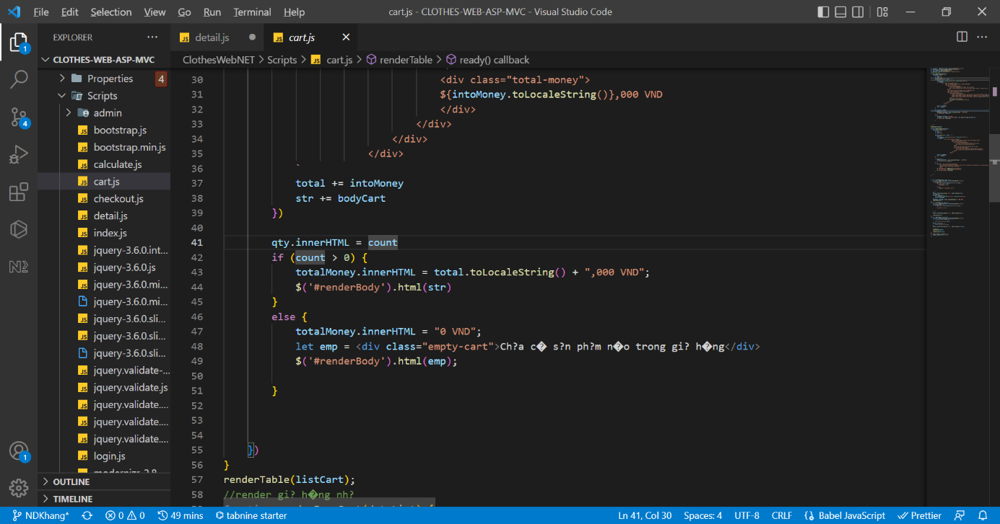 File Edit Selection View Go Run Terminal Help cart.js - CLOTHES-WEB-ASP-MVC - Visual Studio Code
EXPLORER
CLOTHES-WEB-ASP-MVC
Properties 4
Scripts
admin
bootstrap.js
bootstrap.min.js
calculate.js
cart.js
checkout.js
detail.js
index.js
jquery-3.6.0.int...
jquery-3.6.0.js
jquery-3.6.0.mi...
jquery-3.6.0.mi...
jquery-3.6.0.sli...
jquery-3.6.0.sli...
jquery-3.6.0.sli...
jquery.validate-...
jquery.validate.js
jquery.validate....
jquery.validate....
jquery.validate....
login.js
OUTLINE
TIMELINE
1
4
1
detail.js
cart.js
ClothesWebNET > Scripts > JS cart.js > renderTable > ready() callback
30 <div class="total-money">
31 ${intoMoney.toLocaleString()},000 VND
32 </div>
33 </div>
34 </div>
35 </div>
36 `
37 total += intoMoney
38 str += bodyCart
39 })
40
41 qty.innerHTML = count
42 if (count > 0) {
43 totalMoney.innerHTML = total.toLocaleString() + ",000 VND";
44 $('#renderBody').html(str)
45 }
46 else {
47 totalMoney.innerHTML = "0 VND";
48 let emp = <div class="empty-cart">Ch?a c� s?n ph?m n�o trong gi? h�ng</div>
49 $('#renderBody').html(emp);
50
51 }
52
53
54
55 })
56 }
57 renderTable(listCart);
58 //render gi? h�ng nh?
NDKhang* 0 0 49 mins tabnine starter Ln 41, Col 30 Spaces: 4 UTF-8 CRLF Babel JavaScript Prettier